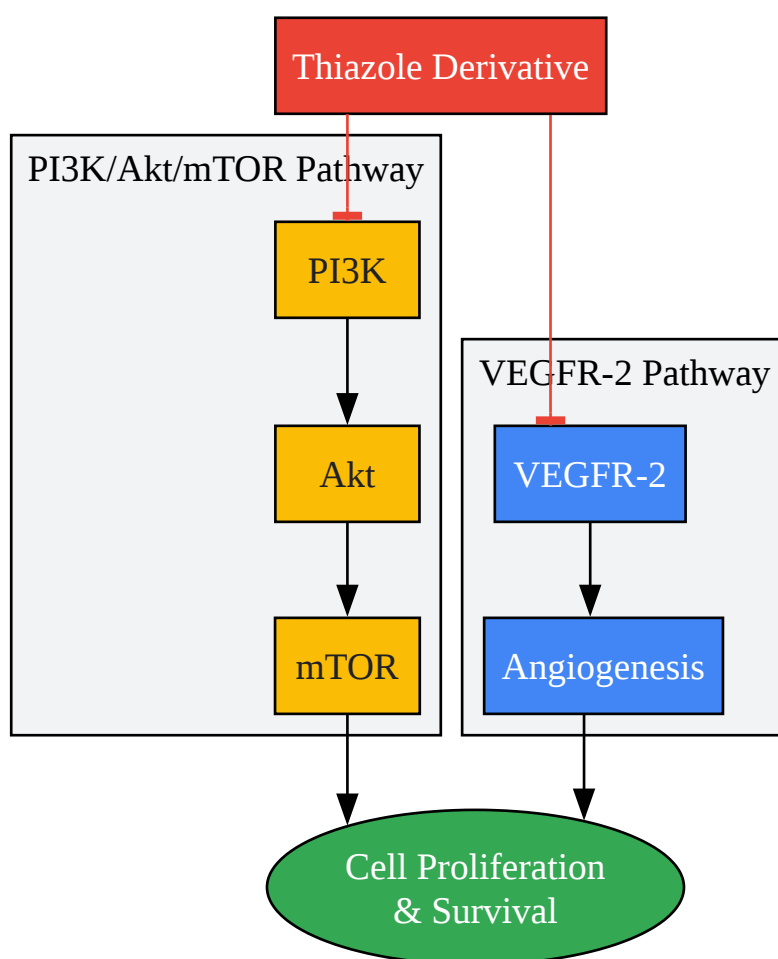 Thiazole Derivative
PI3K/Akt/mTOR Pathway
PI3K
Akt
mTOR
VEGFR-2 Pathway
VEGFR-2
Angiogenesis
Cell Proliferation
& Survival